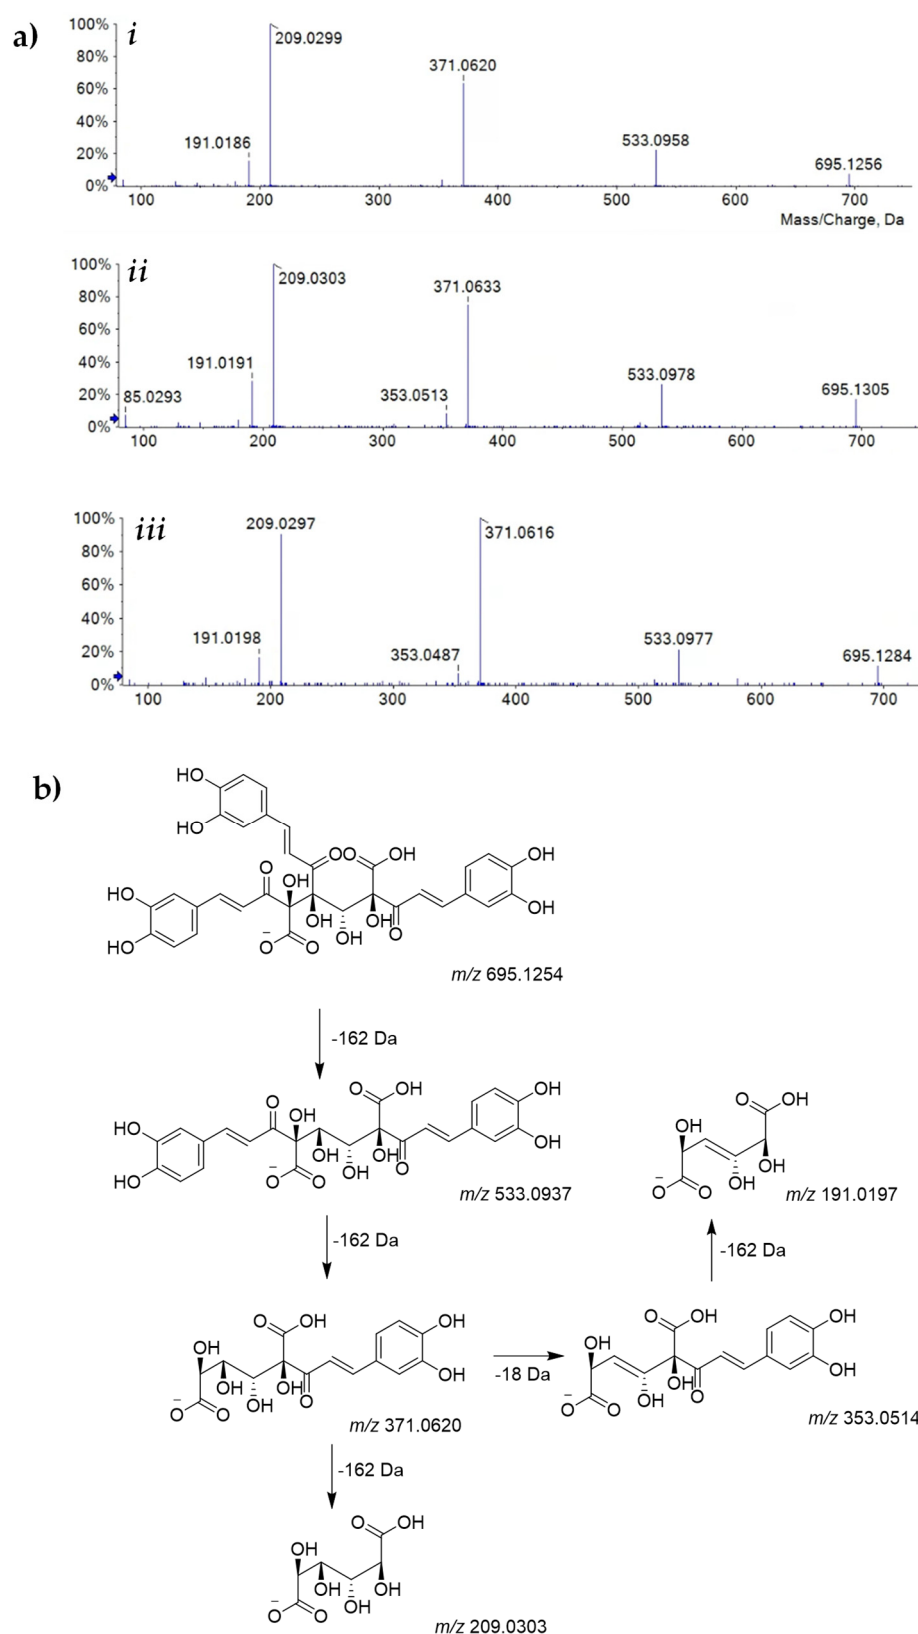 a)
i
100%
80%
60%
40%
20%
0%
209.0299
371.0620
191.0186
533.0958
695.1256
100 200 300 400 500 600 700
Mass/Charge, Da
ii
100%
80%
60%
40%
20%
0%
209.0303
371.0633
191.0191
533.0978
85.0293
353.0513
695.1305
100 200 300 400 500 600 700
iii
100%
80%
60%
40%
20%
0%
209.0297
371.0616
191.0198
533.0977
353.0487
695.1284
100 200 300 400 500 600 700
b)
HO
HO
O O O OH
O OH OH
HO OH
HO OH OH O
O⁻ O OH
m/z 695.1254
-162 Da
O OH
O OH OH
HO OH
HO OH OH O
O⁻ O OH
m/z 533.0937
O OH
OH
OH
O⁻ O OH
m/z 191.0197
-162 Da
-162 Da
O OH OH
OH OH
OH OH O
O⁻ O OH
m/z 371.0620
-18 Da
O OH OH
OH OH
OH O
O⁻ O OH
m/z 353.0514
-162 Da
O OH
OH
OH OH
O⁻ O OH
m/z 209.0303